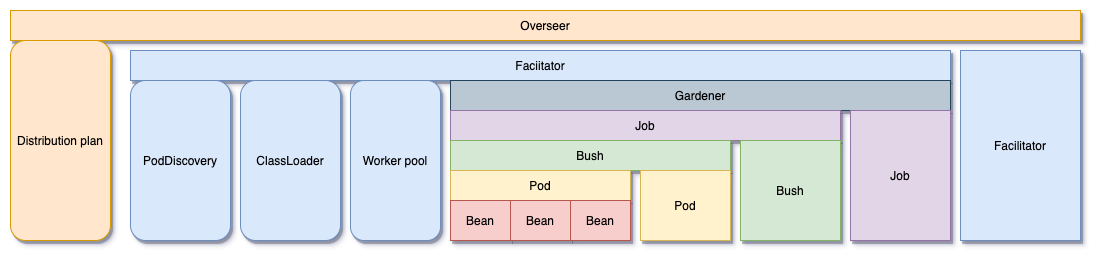 Overseer
Distribution plan
Faciitator
PodDiscovery
ClassLoader
Worker pool
Gardener
Job
Bush
Pod
Bean
Bean
Bean
Pod
Bush
Job
Facilitator